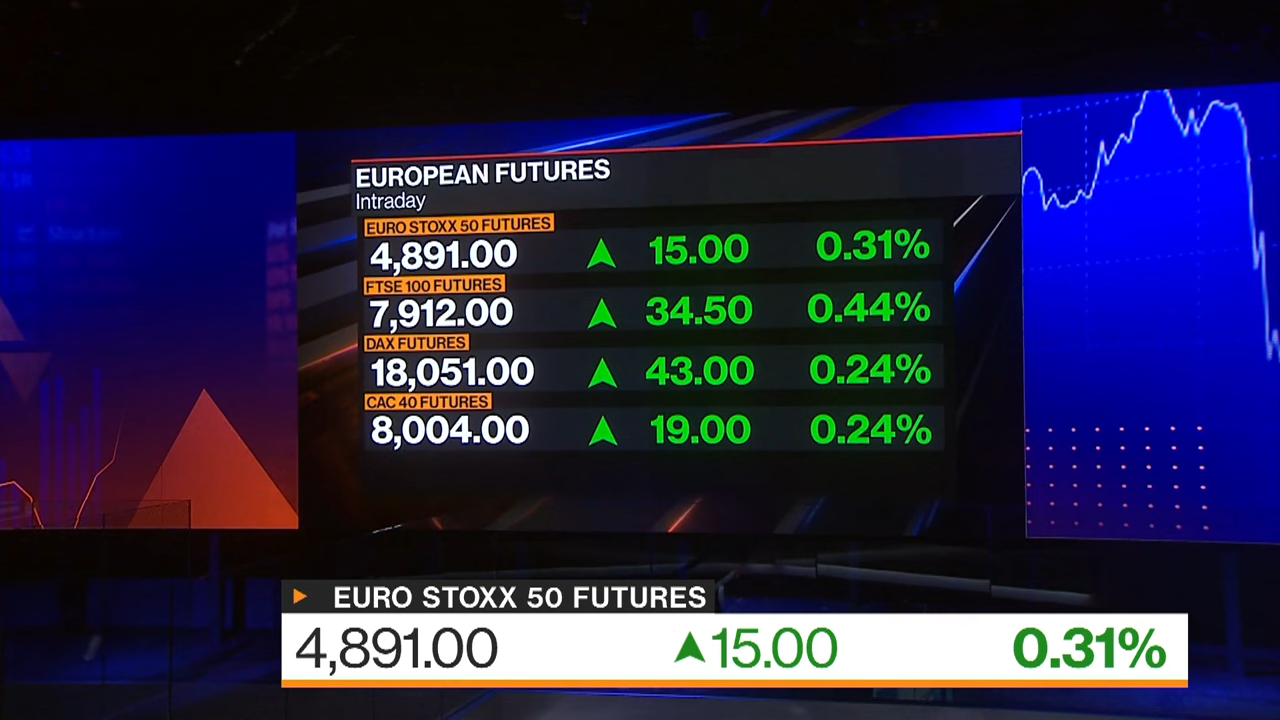 EUROPEAN FUTURES
Intraday
EURO STOXX 50 FUTURES
4,891.00 ▲ 15.00 0.31%
FTSE 100 FUTURES
7,912.00 ▲ 34.50 0.44%
DAX FUTURES
18,051.00 ▲ 43.00 0.24%
CAC 40 FUTURES
8,004.00 ▲ 19.00 0.24%
EURO STOXX 50 FUTURES
4,891.00 ▲ 15.00 0.31%